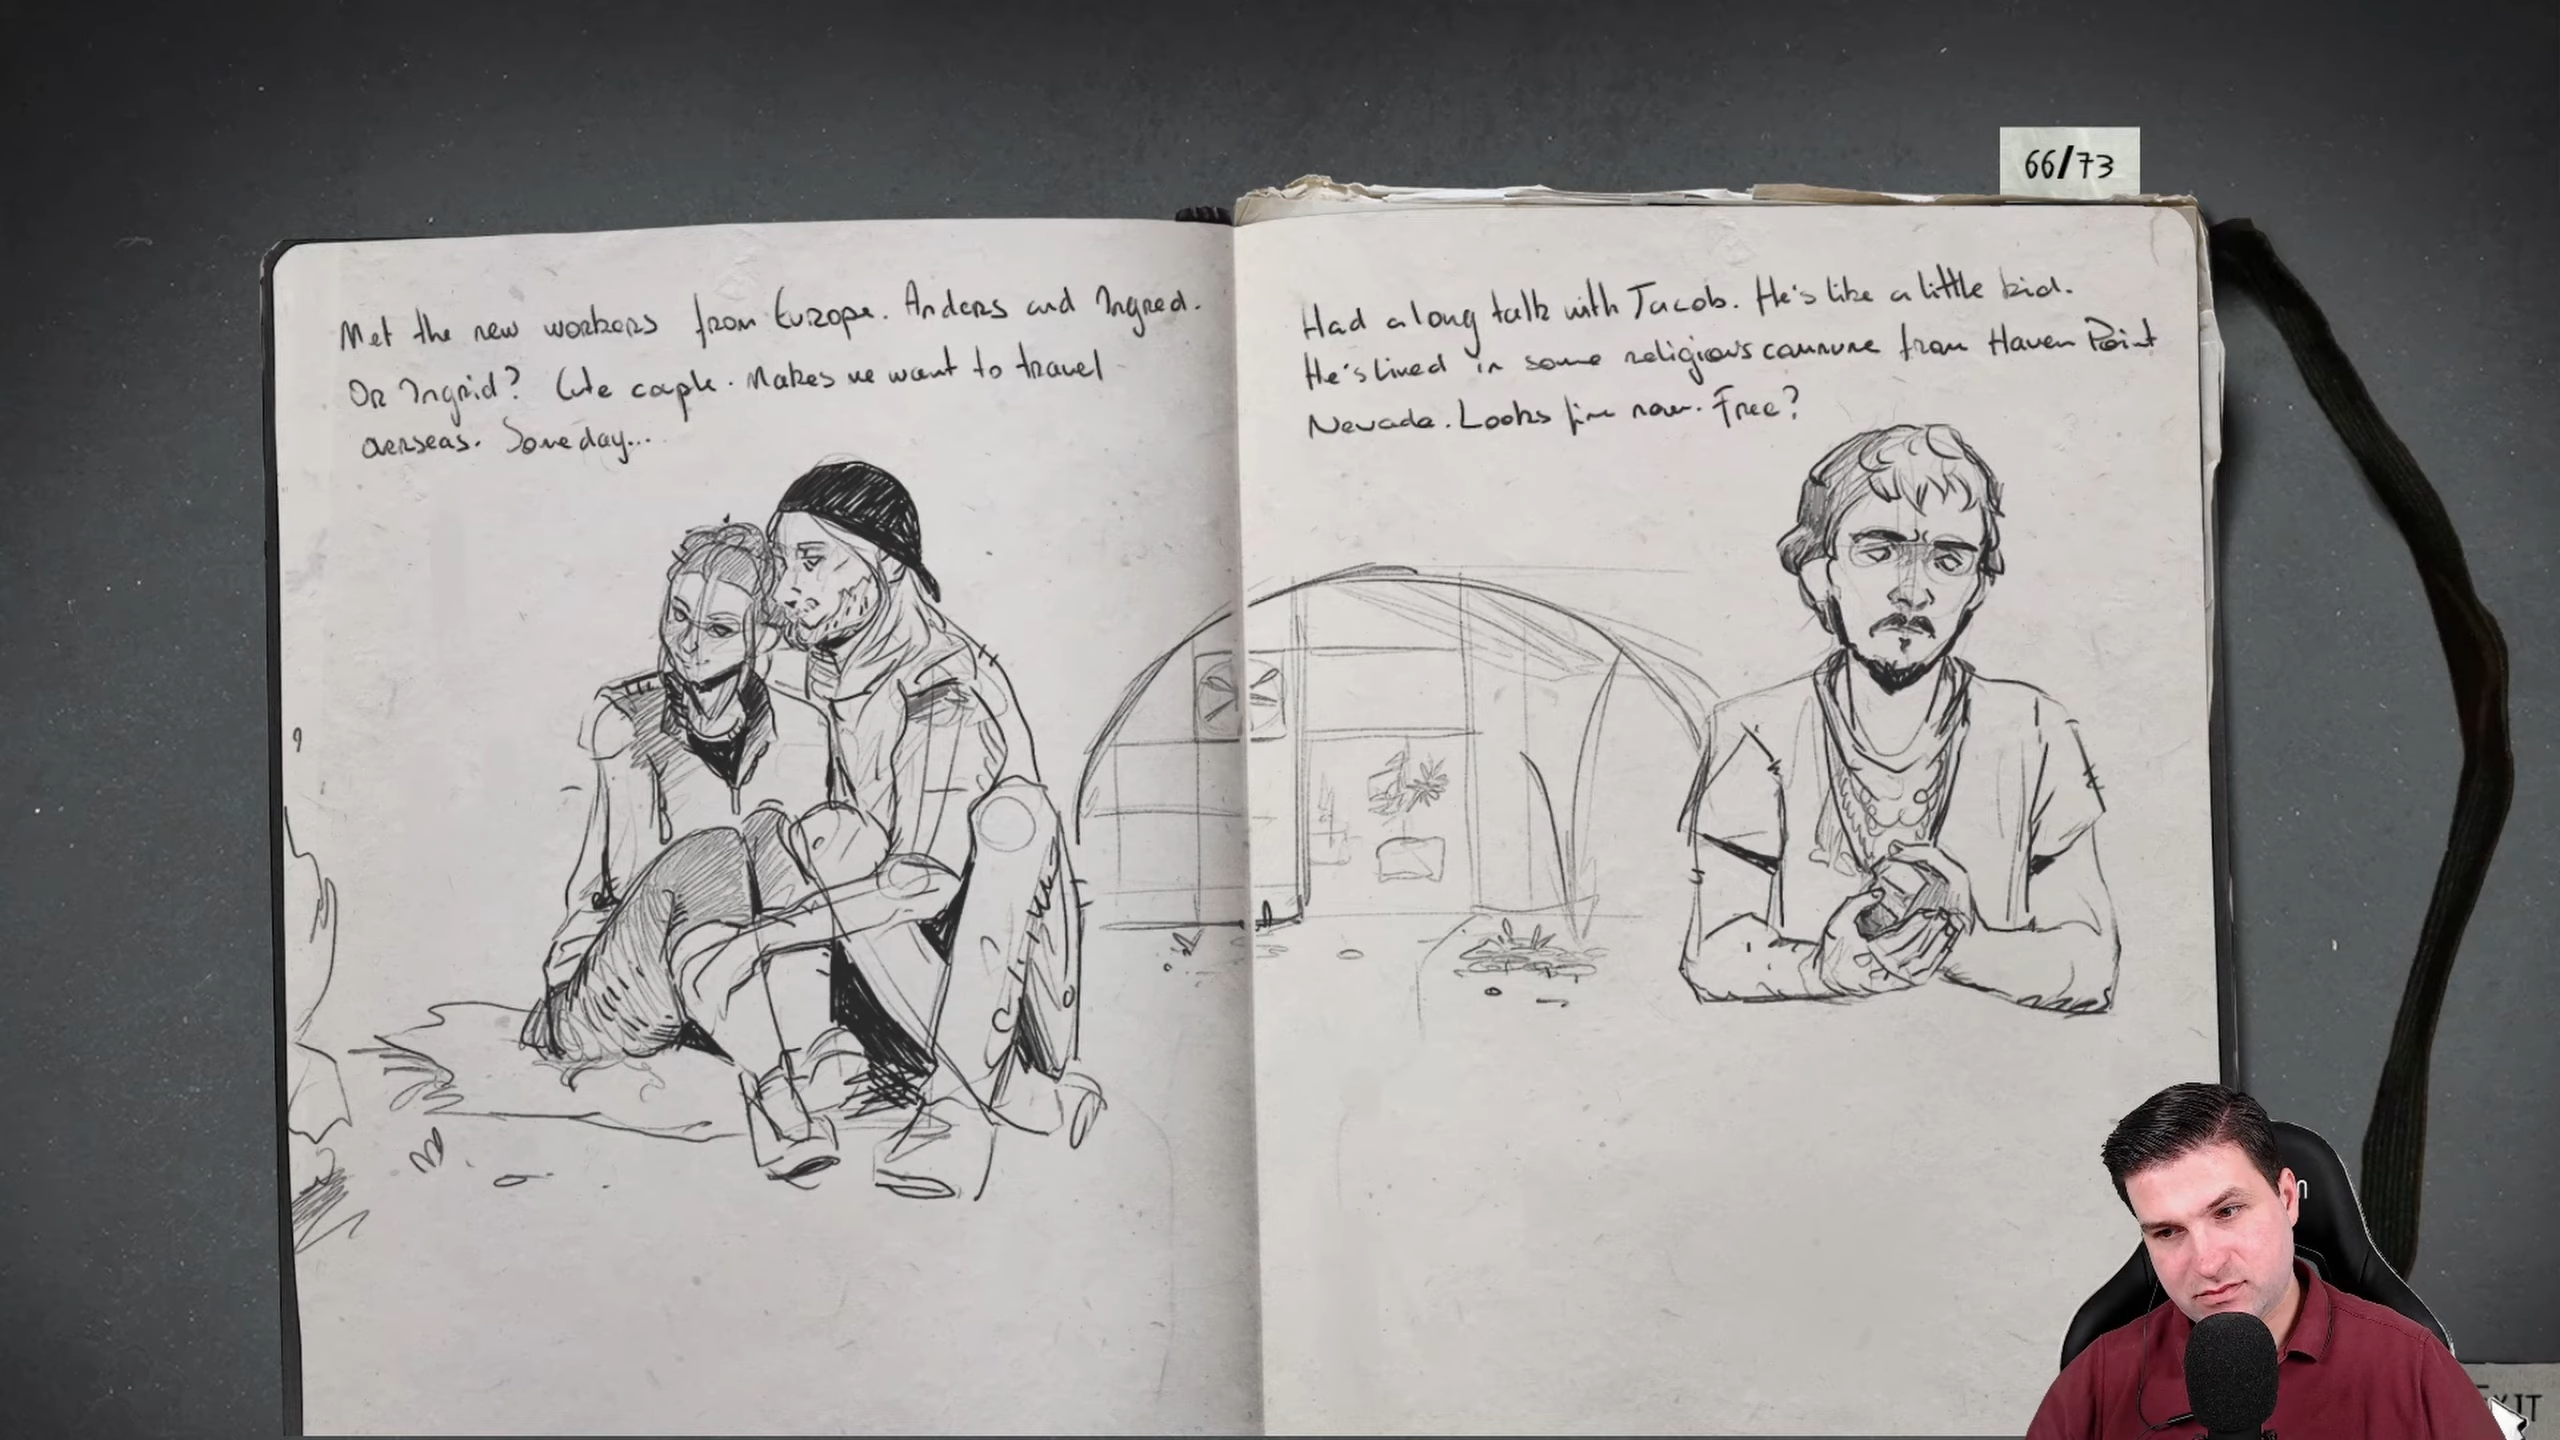 66/73
Met the new workers from Europe. Anders and Ingred.
Or Ingrid? Cute couple. Makes me want to travel
overseas. Someday...
Had a long talk with Jacob. He's like a little kid.
He's lived in some religious commune from Haven Point
Nevada. Looks fine now. Free?
n
XIT